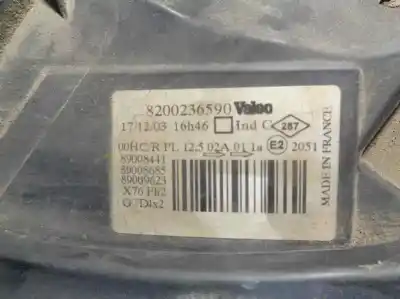 8200236590 Valeo
17/12/03 16h46 Ind C 287
00HC/R PL 12.5 02A 01 1a E2 2051
89008441
89008685
89009623
X76 Ph2
G D4x2
MADE IN FRANCE